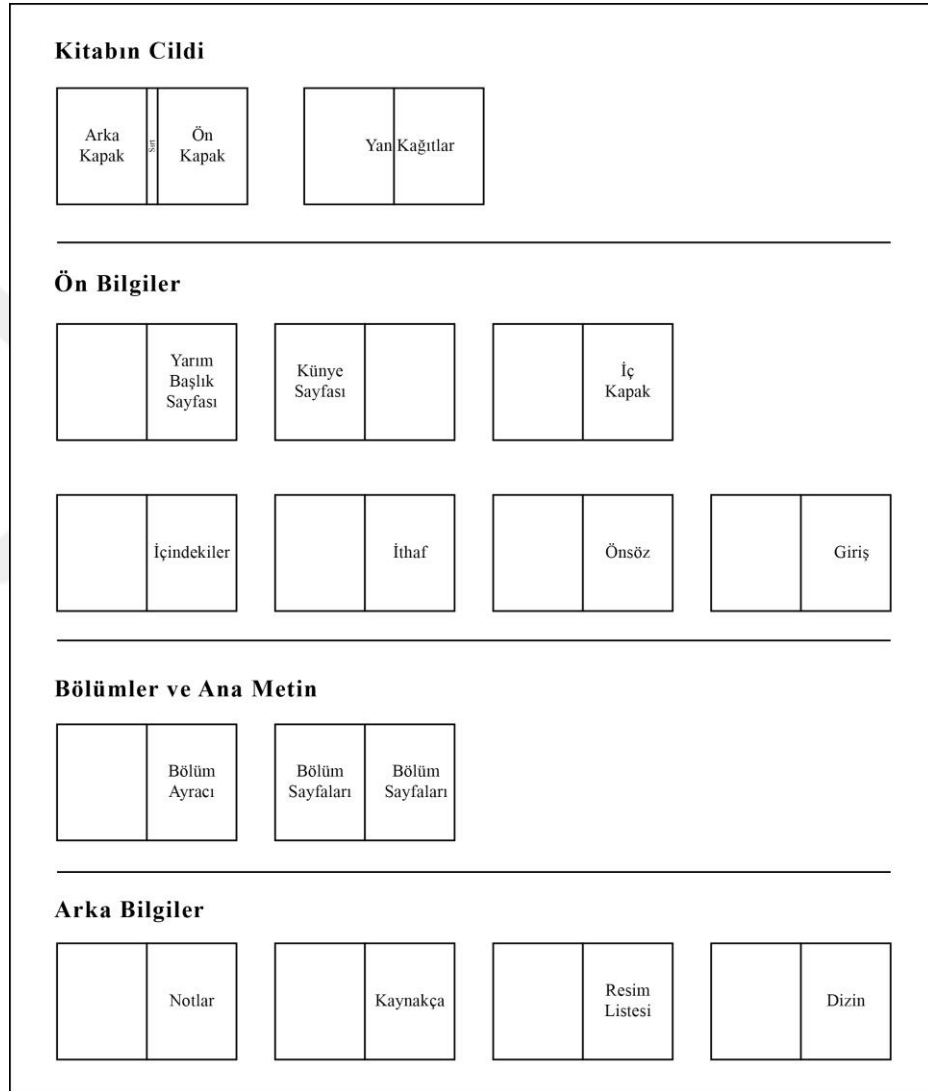 Kitabın Cildi
Arka
Kapak
Sırt
Ön
Kapak
Yan Kağıtlar
Ön Bilgiler
Yarım
Başlık
Sayfası
Künye
Sayfası
İç
Kapak
İçindekiler
İthaf
Önsöz
Giriş
Bölümler ve Ana Metin
Bölüm
Ayracı
Bölüm
Sayfaları
Bölüm
Sayfaları
Arka Bilgiler
Notlar
Kaynakça
Resim
Listesi
Dizin